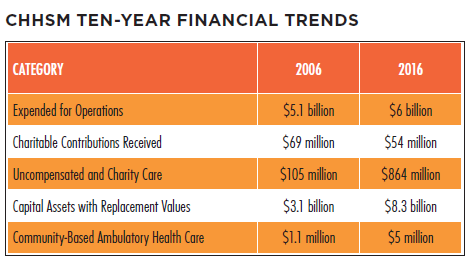 CHHSM TEN-YEAR FINANCIAL TRENDS
CATEGORY 2006 2016
Expended for Operations $5.1 billion $6 billion
Charitable Contributions Received $69 million $54 million
Uncompensated and Charity Care $105 million $864 million
Capital Assets with Replacement Values $3.1 billion $8.3 billion
Community-Based Ambulatory Health Care $1.1 million $5 million